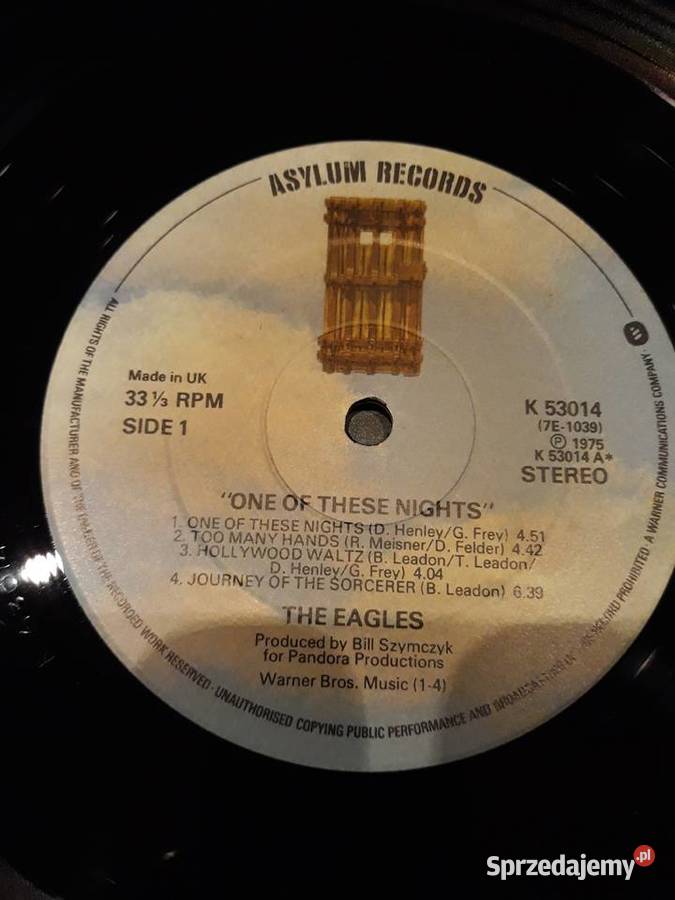 ASYLUM RECORDS
Made in UK
33 ⅓ RPM
SIDE 1
K 53014
(7E-1039)
Ⓟ 1975
K 53014 A*
STEREO
"ONE OF THESE NIGHTS"
1. ONE OF THESE NIGHTS (D. Henley/G. Frey) 4.51
2. TOO MANY HANDS (R. Meisner/D. Felder) 4.42
3. HOLLYWOOD WALTZ (B. Leadon/T. Leadon/
D. Henley/G. Frey) 4.04
4. JOURNEY OF THE SORCERER (B. Leadon) 6.39
THE EAGLES
Produced by Bill Szymczyk
for Pandora Productions
Warner Bros. Music (1-4)
ALL RIGHTS OF THE MANUFACTURER AND OF THE OWNER OF THE RECORDED WORK RESERVED · UNAUTHORISED COPYING PUBLIC PERFORMANCE AND BROADCASTING OF PROHIBITED · A WARNER COMMUNICATIONS COMPANY ·
Sprzedajemy.pl